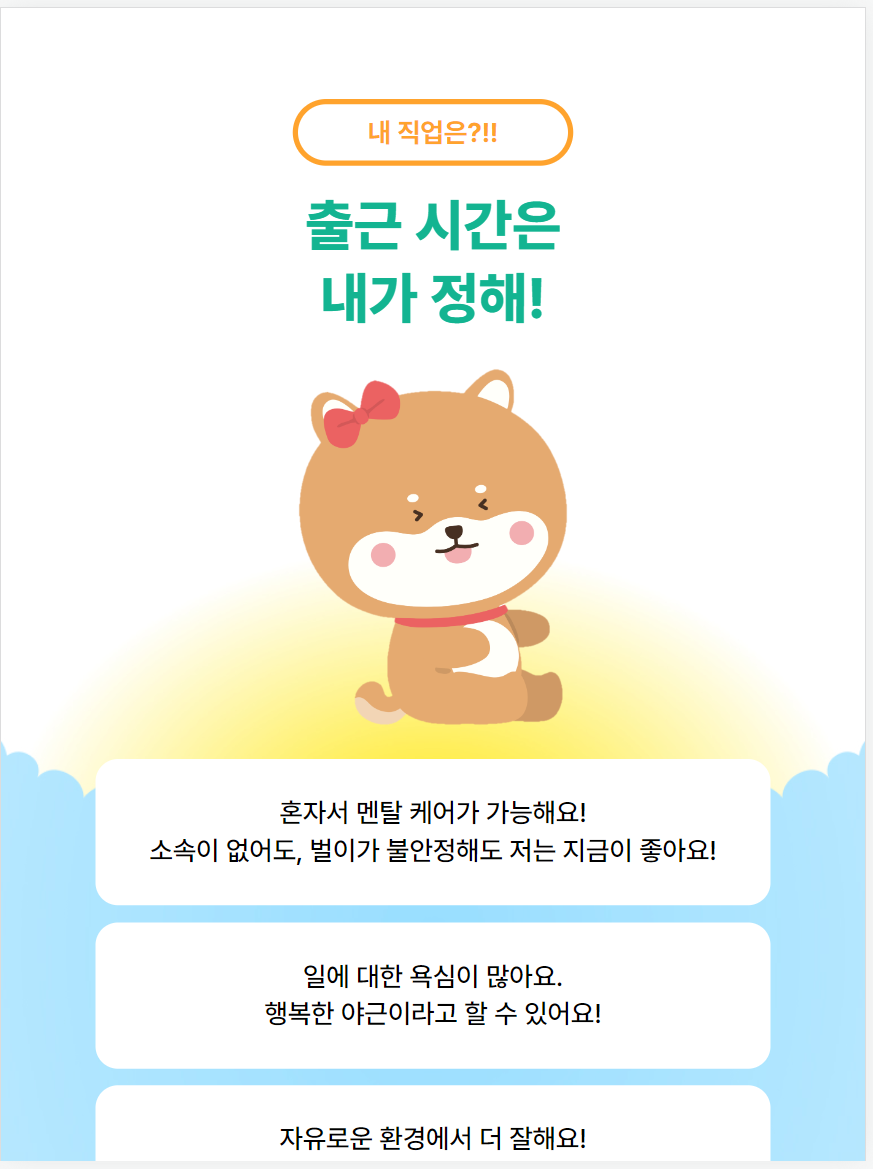 내 직업은?!!
출근 시간은
내가 정해!
혼자서 멘탈 케어가 가능해요!
소속이 없어도, 벌이가 불안정해도 저는 지금이 좋아요!
일에 대한 욕심이 많아요.
행복한 야근이라고 할 수 있어요!
자유로운 환경에서 더 잘해요!